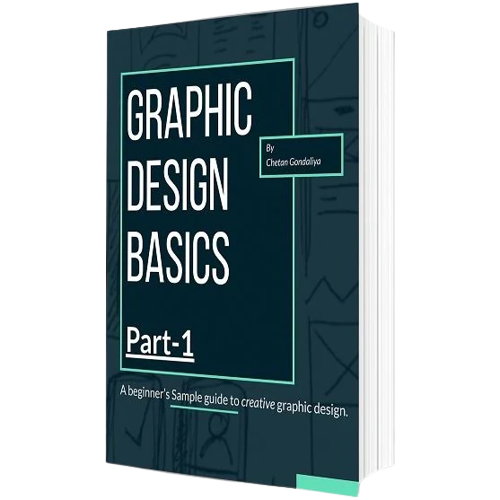 GRAPHIC
DESIGN
BASICS
By
Chetan Gondaliya
Part-1
A beginner's Sample guide to creative graphic design.